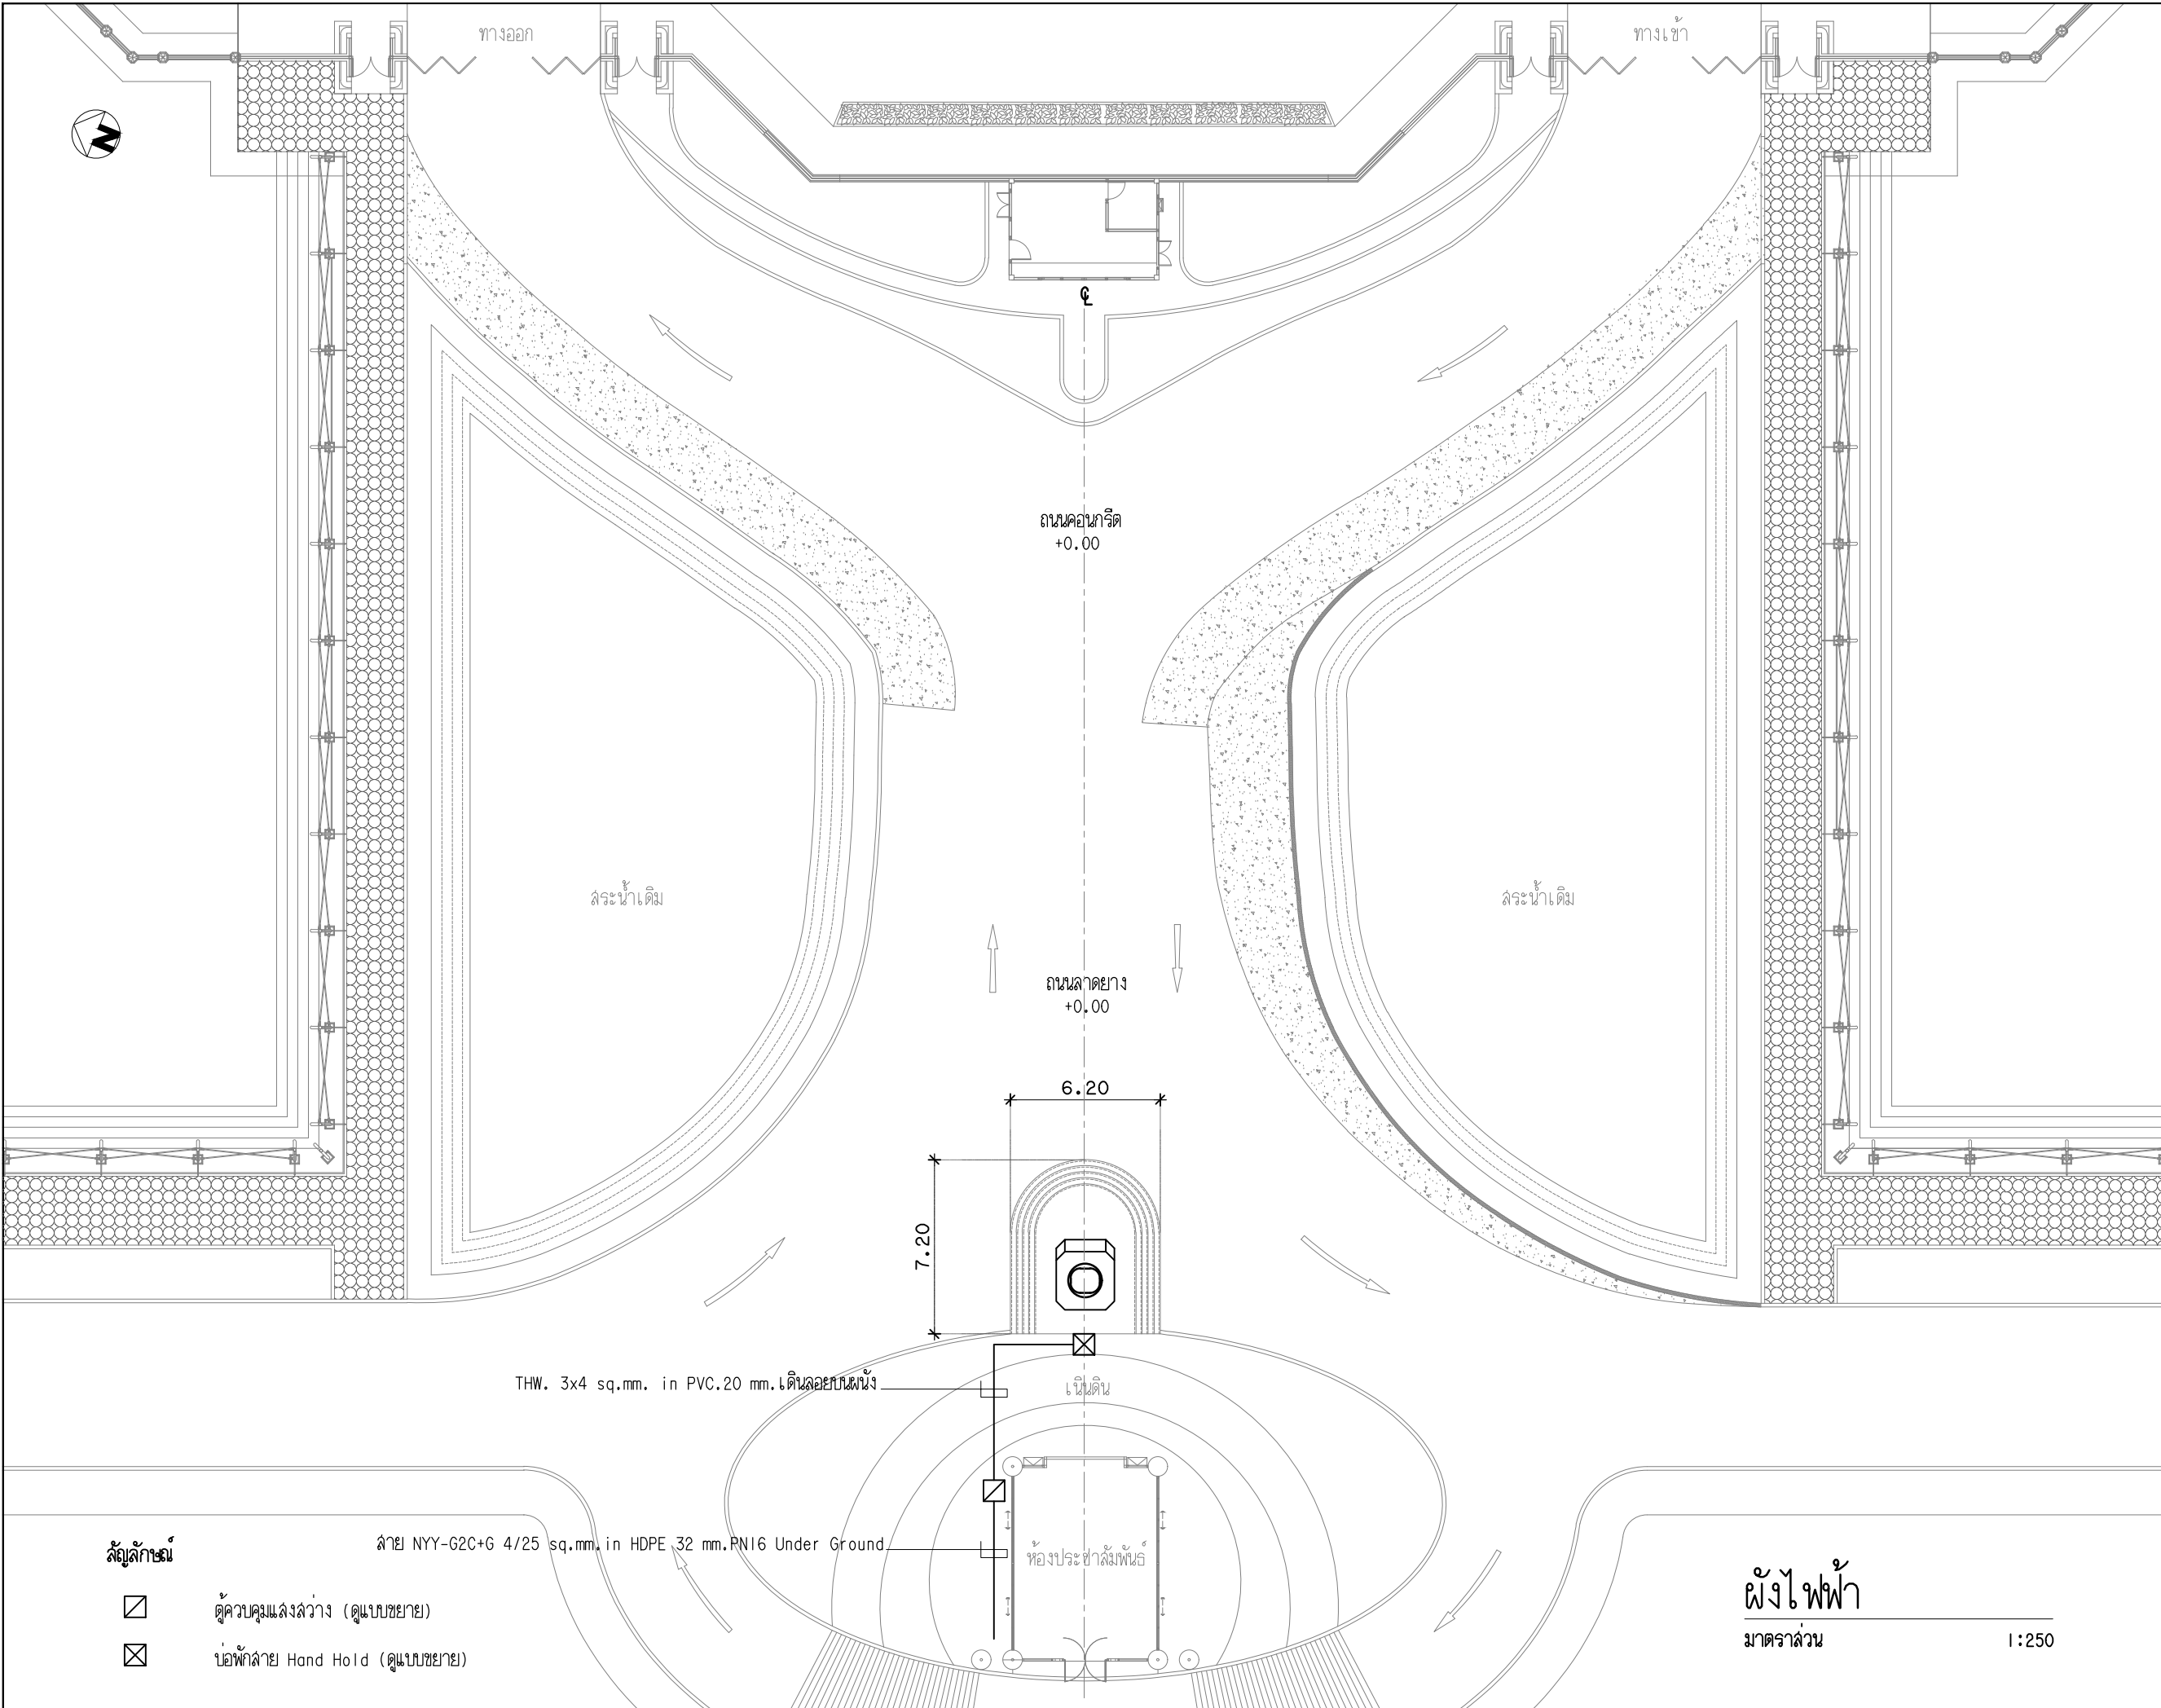 ทางออก
ทางเข้า
N
℄
ถนนคอนกรีต
+0.00
สระน้ำเดิม
สระน้ำเดิม
ถนนลาดยาง
+0.00
6.20
7.20
THW. 3x4 sq.mm. in PVC.20 mm.เดินลอยบนผนัง
เนินดิน
สาย NYY-G2C+G 4/25 sq.mm.in HDPE 32 mm.PN16 Under Ground
ห้องประชาสัมพันธ์
สัญลักษณ์
ตู้ควบคุมแสงสว่าง (ดูแบบขยาย)
บ่อพักสาย Hand Hold (ดูแบบขยาย)
ผังไฟฟ้า
มาตราส่วน 1:250